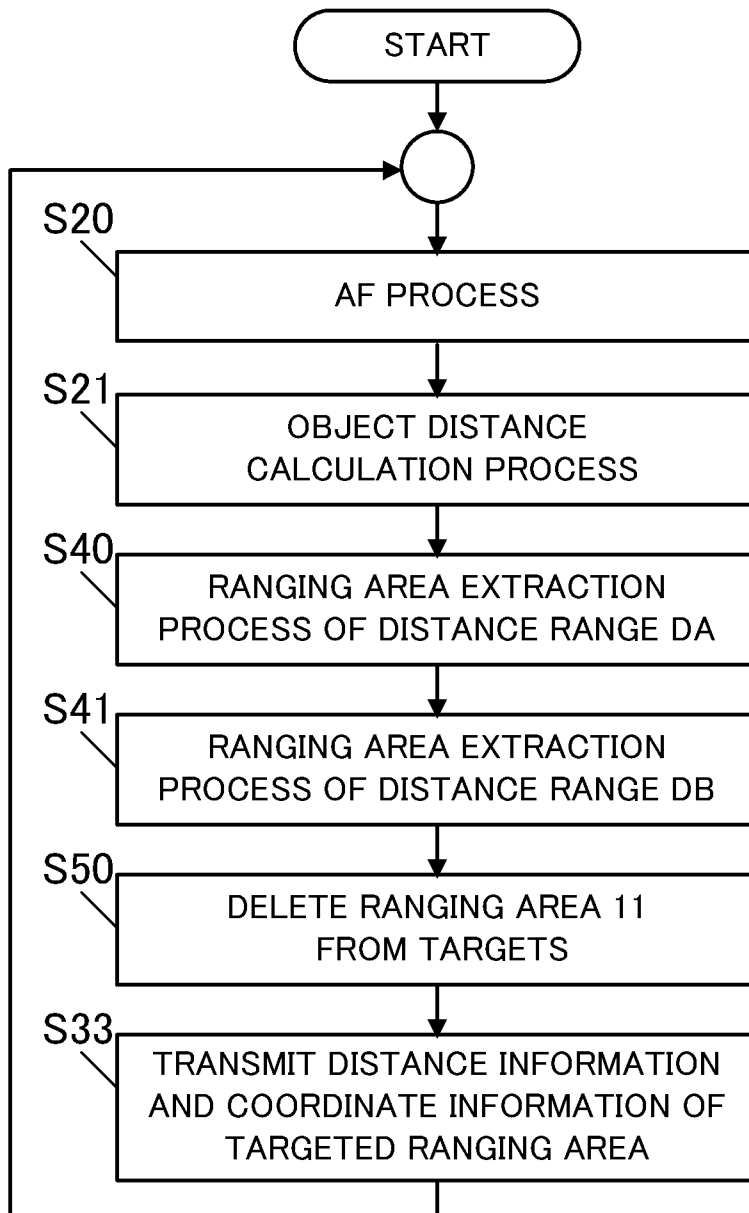 START
S20
AF PROCESS
S21
OBJECT DISTANCE
CALCULATION PROCESS
S40
RANGING AREA EXTRACTION
PROCESS OF DISTANCE RANGE DA
S41
RANGING AREA EXTRACTION
PROCESS OF DISTANCE RANGE DB
S50
DELETE RANGING AREA 11
FROM TARGETS
S33
TRANSMIT DISTANCE INFORMATION
AND COORDINATE INFORMATION OF
TARGETED RANGING AREA